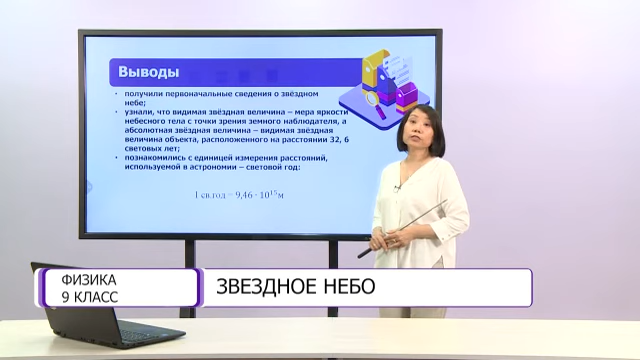 Выводы
• получили первоначальные сведения о звёздном
небе;
• узнали, что видимая звёздная величина – мера яркости
небесного тела с точки зрения земного наблюдателя, а
абсолютная звёздная величина – видимая звёздная
величина объекта, расположенного на расстоянии 32, 6
световых лет;
• познакомились с единицей измерения расстояний,
используемой в астрономии – световой год:
1 св.год = 9,46 · 10¹⁵м
ФИЗИКА
9 КЛАСС
ЗВЕЗДНОЕ НЕБО